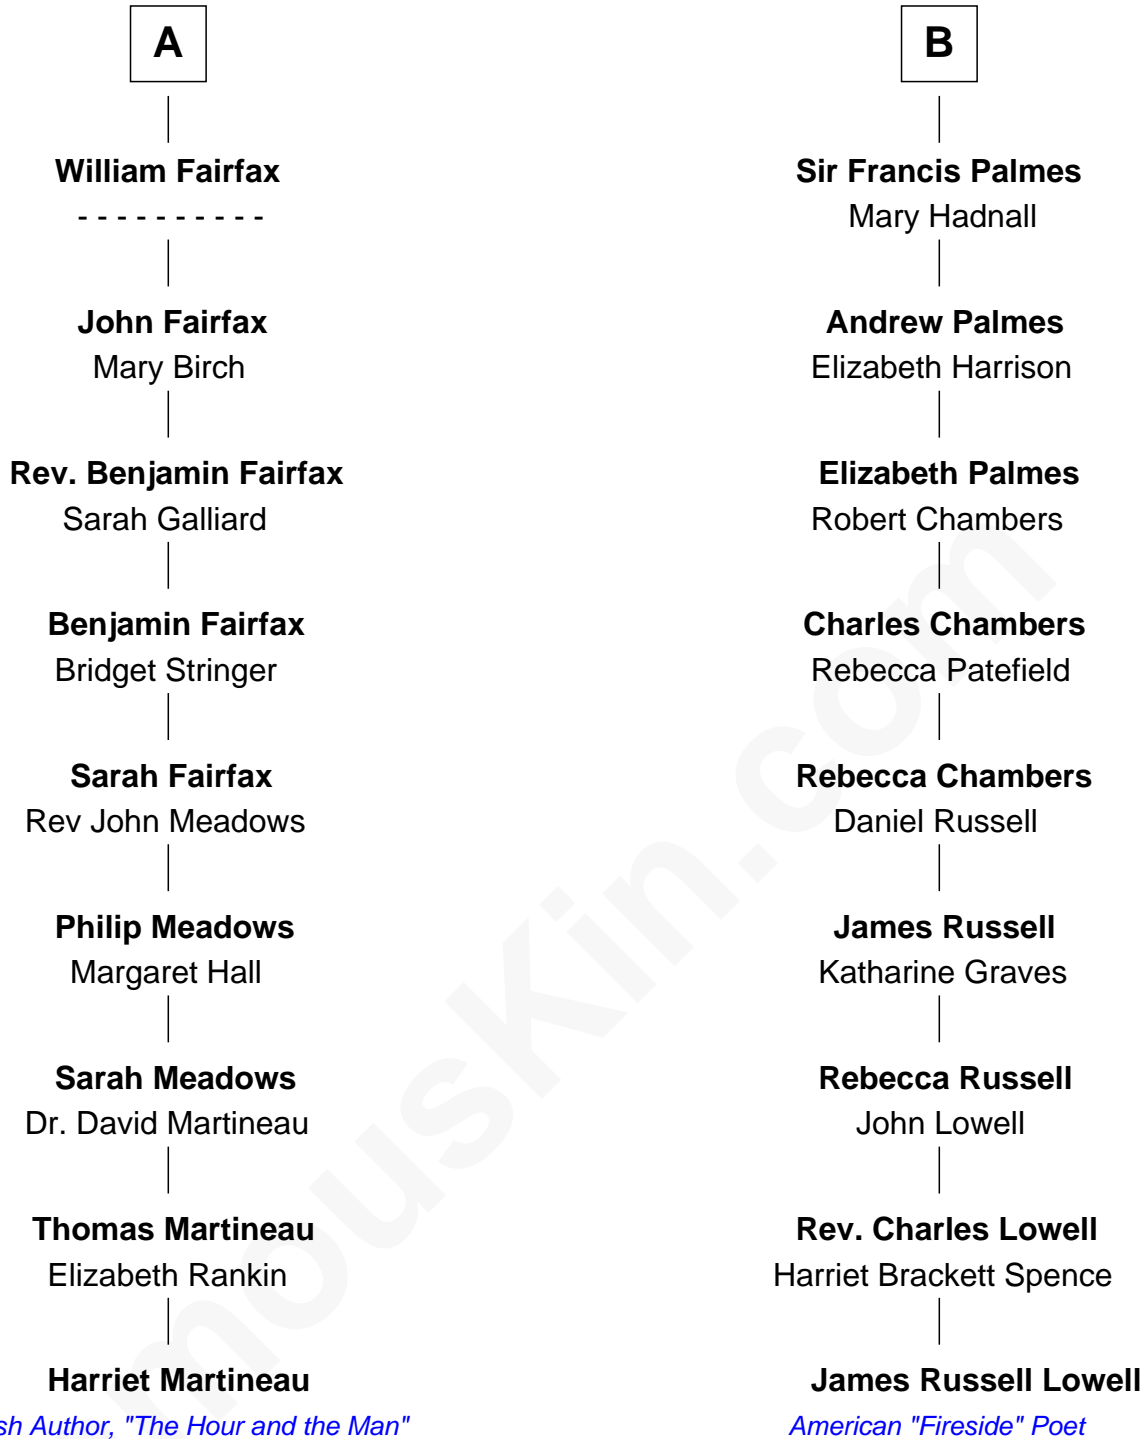 A
William Fairfax
- - - - - - - - - -
John Fairfax
Mary Birch
Rev. Benjamin Fairfax
Sarah Galliard
Benjamin Fairfax
Bridget Stringer
Sarah Fairfax
Rev John Meadows
Philip Meadows
Margaret Hall
Sarah Meadows
Dr. David Martineau
Thomas Martineau
Elizabeth Rankin
Harriet Martineau
sh Author, "The Hour and the Man"
B
Sir Francis Palmes
Mary Hadnall
Andrew Palmes
Elizabeth Harrison
Elizabeth Palmes
Robert Chambers
Charles Chambers
Rebecca Patefield
Rebecca Chambers
Daniel Russell
James Russell
Katharine Graves
Rebecca Russell
John Lowell
Rev. Charles Lowell
Harriet Brackett Spence
James Russell Lowell
American "Fireside" Poet
mousKin.com